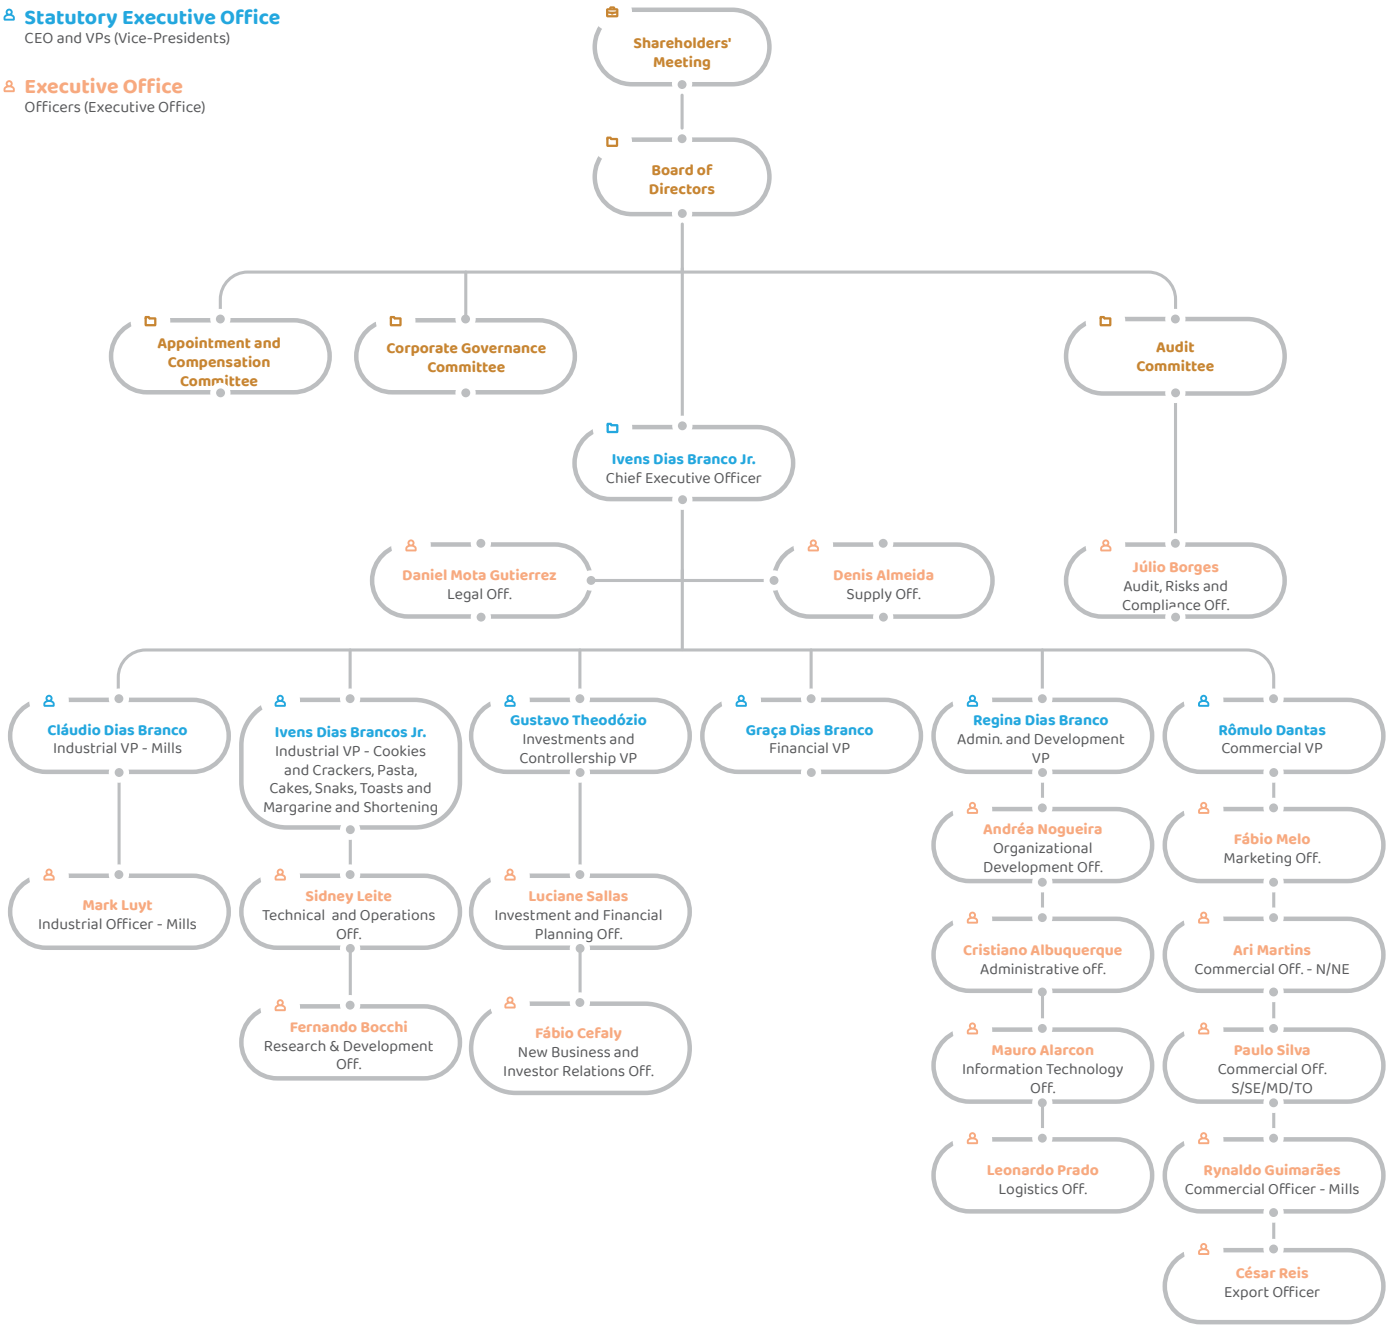 Statutory Executive Office
CEO and VPs (Vice-Presidents)
Executive Office
Officers (Executive Office)
Shareholders'
Meeting
Board of
Directors
Appointment and
Compensation
Committee
Corporate Governance
Committee
Audit
Committee
Ivens Dias Branco Jr.
Chief Executive Officer
Daniel Mota Gutierrez
Legal Off.
Denis Almeida
Supply Off.
Júlio Borges
Audit, Risks and
Compliance Off.
Cláudio Dias Branco
Industrial VP - Mills
Ivens Dias Brancos Jr.
Industrial VP - Cookies
and Crackers, Pasta,
Cakes, Snaks, Toasts and
Margarine and Shortening
Gustavo Theodózio
Investments and
Controllership VP
Graça Dias Branco
Financial VP
Regina Dias Branco
Admin. and Development
VP
Rômulo Dantas
Commercial VP
Mark Luyt
Industrial Officer - Mills
Sidney Leite
Technical and Operations
Off.
Fernando Bocchi
Research & Development
Off.
Luciane Sallas
Investment and Financial
Planning Off.
Fábio Cefaly
New Business and
Investor Relations Off.
Andréa Nogueira
Organizational
Development Off.
Cristiano Albuquerque
Administrative off.
Mauro Alarcon
Information Technology
Off.
Leonardo Prado
Logistics Off.
Fábio Melo
Marketing Off.
Ari Martins
Commercial Off. - N/NE
Paulo Silva
Commercial Off.
S/SE/MD/TO
Rynaldo Guimarães
Commercial Officer - Mills
César Reis
Export Officer